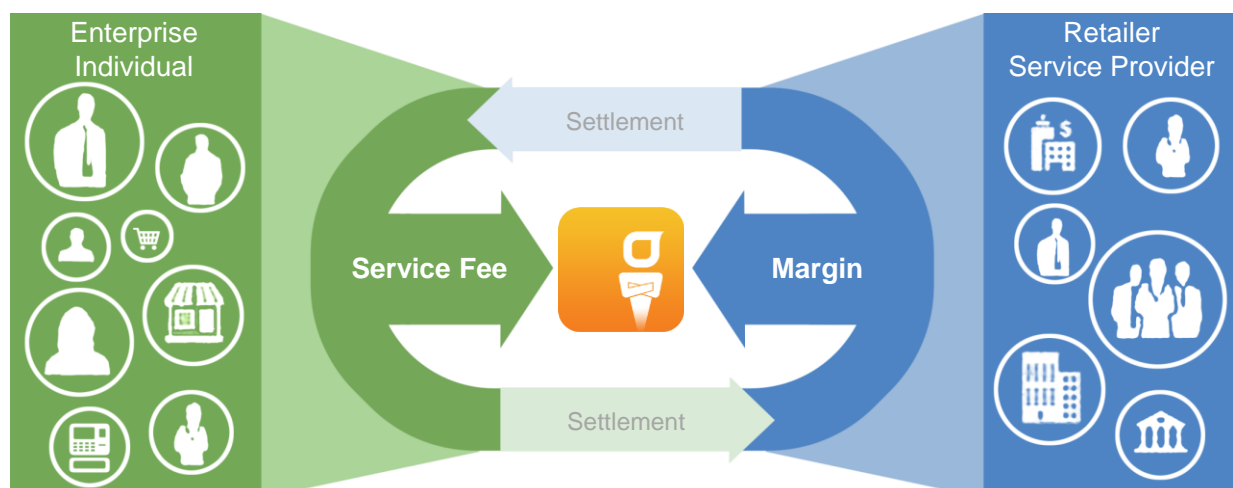 Enterprise
Individual
Retailer
Service Provider
Settlement
Service Fee
Margin
Settlement
$